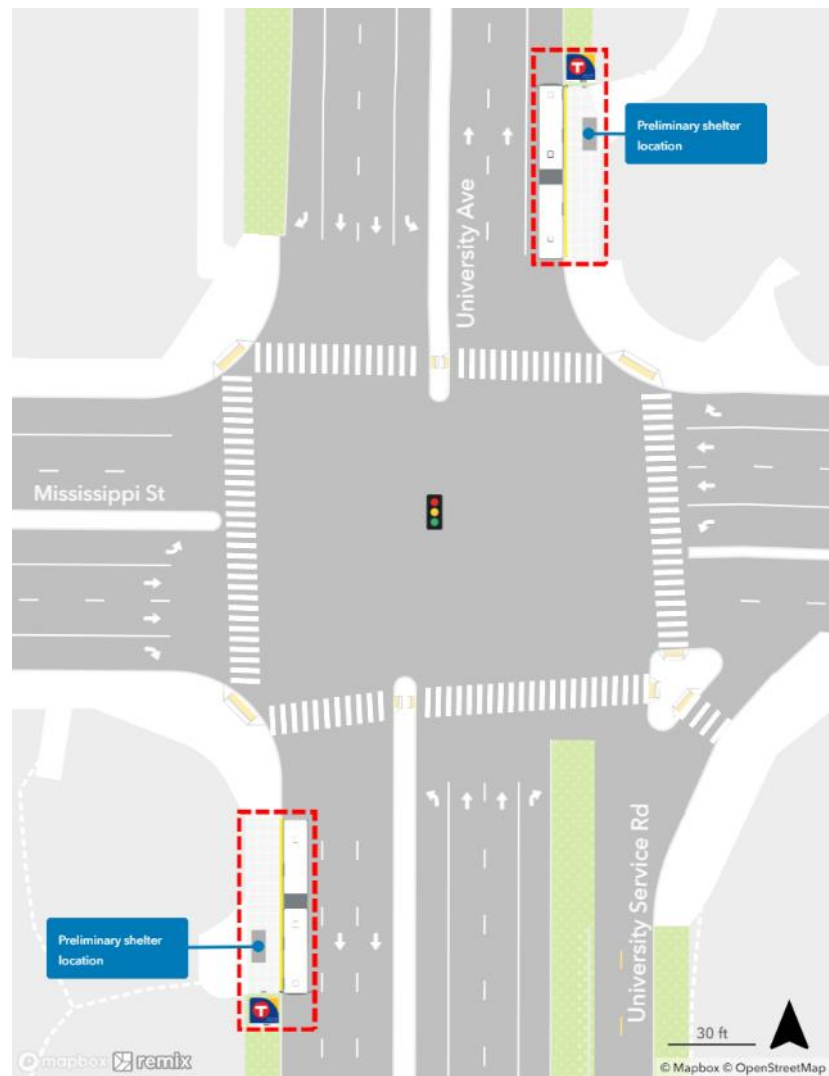 T
Preliminary shelter
location
University Ave
Mississippi St
Preliminary shelter
location
T
University Service Rd
30 ft
mapbox remix
© Mapbox © OpenStreetMap